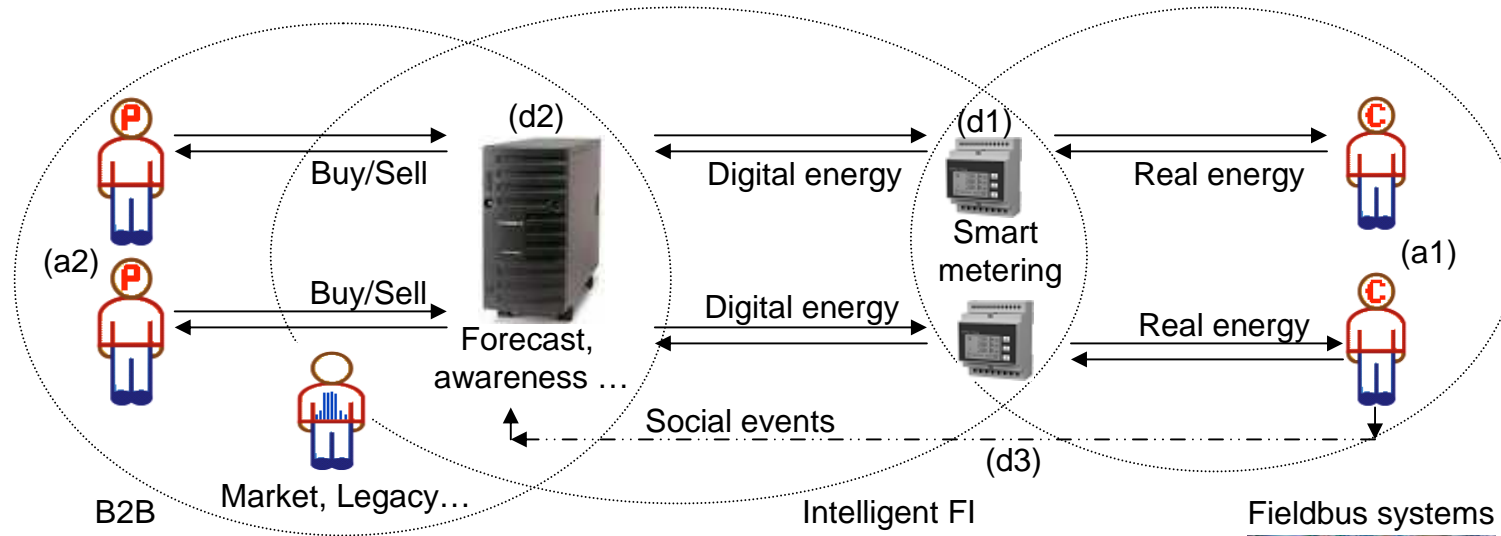 P
(d2)
(d1)
C
Buy/Sell
Digital energy
Real energy
(a2)
Smart
metering
(a1)
P
Buy/Sell
Digital energy
Real energy
C
Forecast,
awareness …
Social events
(d3)
Market, Legacy…
B2B
Intelligent FI
Fieldbus systems